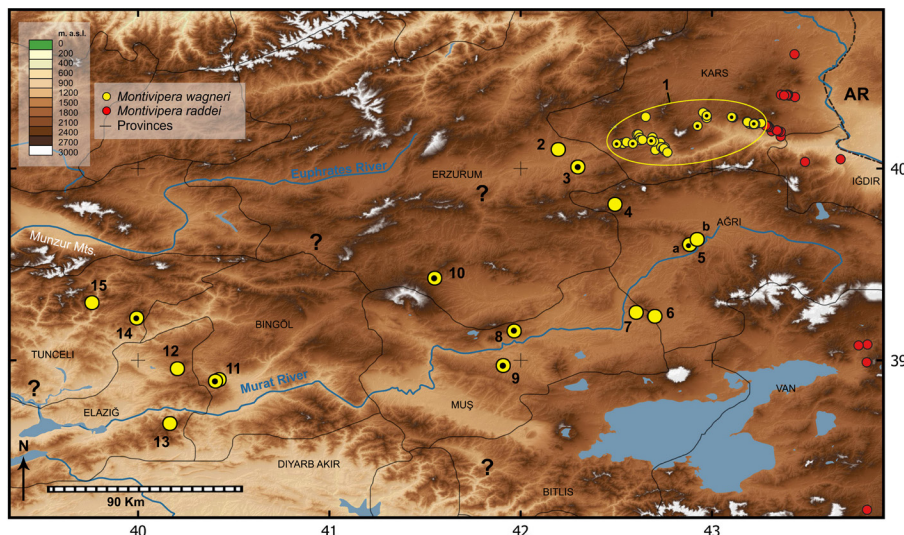 m. a.s.l.
0
200
400
600
900
1200
1500
1800
2100
2400
2700
3000
Montivipera wagneri
Montivipera raddei
Provinces
1
KARS
AR
2
3
ERZURUM
Euphrates River
?
40
IĞDIR
4
AĞRI
b
a
5
?
Munzur Mts.
10
15
14
BINGÖL
7
6
8
TUNCELI
12
11
9
39
?
Murat River
VAN
ELAZIĞ
MUŞ
13
N
DIYARB AKIR
?
BITLIS
90 Km
40
41
42
43